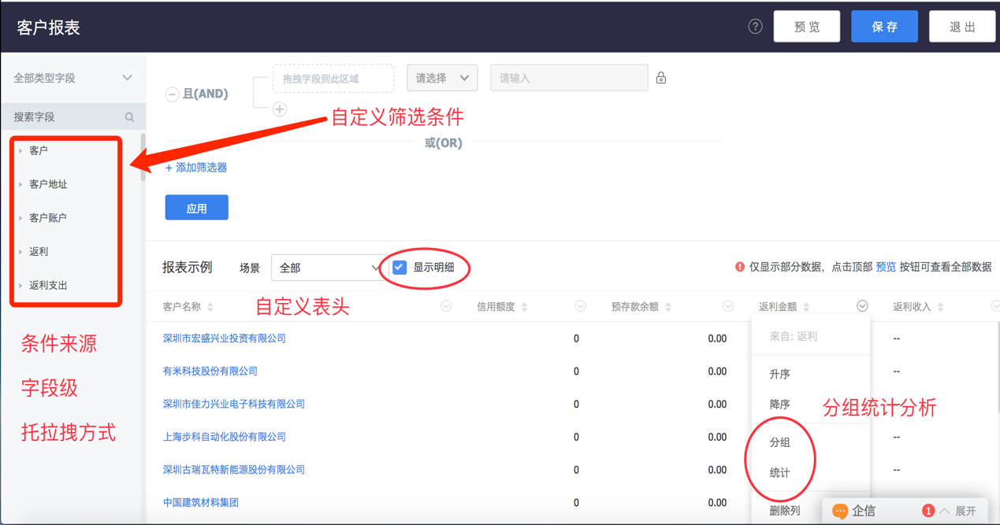 客户报表
? 预览 保存 退出
全部类型字段
搜索字段
客户
客户地址
客户账户
返利
返利支出
条件来源
字段级
托拉拽方式
且(AND)
拖拽字段到此区域 请选择 请输入
自定义筛选条件
或(OR)
+ 添加筛选器
应用
报表示例 场景 全部 显示明细 仅显示部分数据，点击顶部 预览 按钮可查看全部数据
客户名称 自定义表头 信用额度 预存款余额 返利金额 返利收入
深圳市宏盛兴业投资有限公司 0 0.00 --
有米科技股份有限公司 0 0.00 --
深圳市佳力兴业电子科技有限公司 0 0.00 --
上海步科自动化股份有限公司 0 0.00 --
深圳古瑞瓦特新能源股份有限公司 0 0.00 --
中国建筑材料集团 0 0.00
来自: 返利
升序
降序
分组
统计
删除列
分组统计分析
企信 1 展开